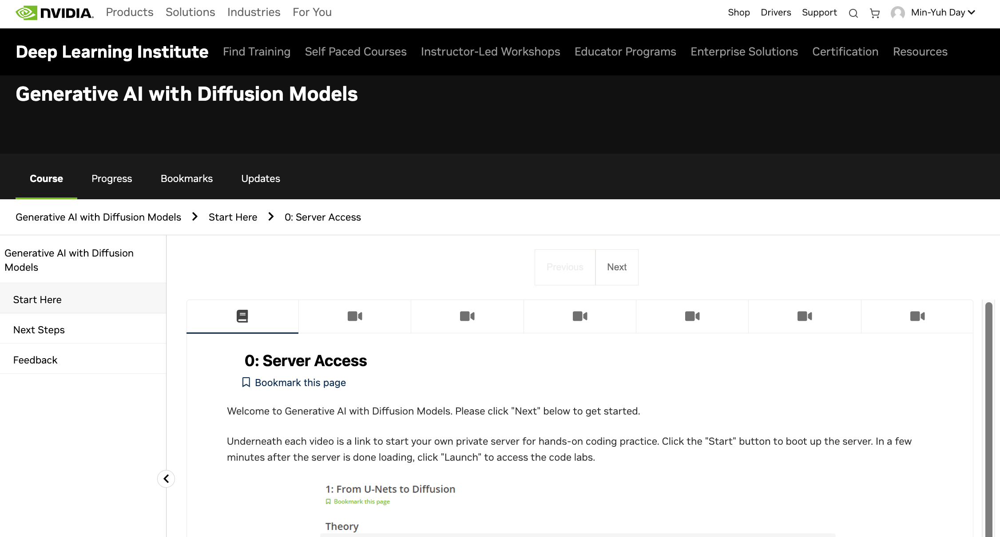 NVIDIA. Products Solutions Industries For You Shop Drivers Support Min-Yuh Day
Deep Learning Institute Find Training Self Paced Courses Instructor-Led Workshops Educator Programs Enterprise Solutions Certification Resources
Generative AI with Diffusion Models
Course Progress Bookmarks Updates
Generative AI with Diffusion Models Start Here 0: Server Access
Generative AI with Diffusion
Models
Start Here
Next Steps
Feedback
Previous Next
0: Server Access
Bookmark this page
Welcome to Generative AI with Diffusion Models. Please click "Next" below to get started.
Underneath each video is a link to start your own private server for hands-on coding practice. Click the "Start" button to boot up the server. In a few
minutes after the server is done loading, click "Launch" to access the code labs.
1: From U-Nets to Diffusion
Bookmark this page
Theory